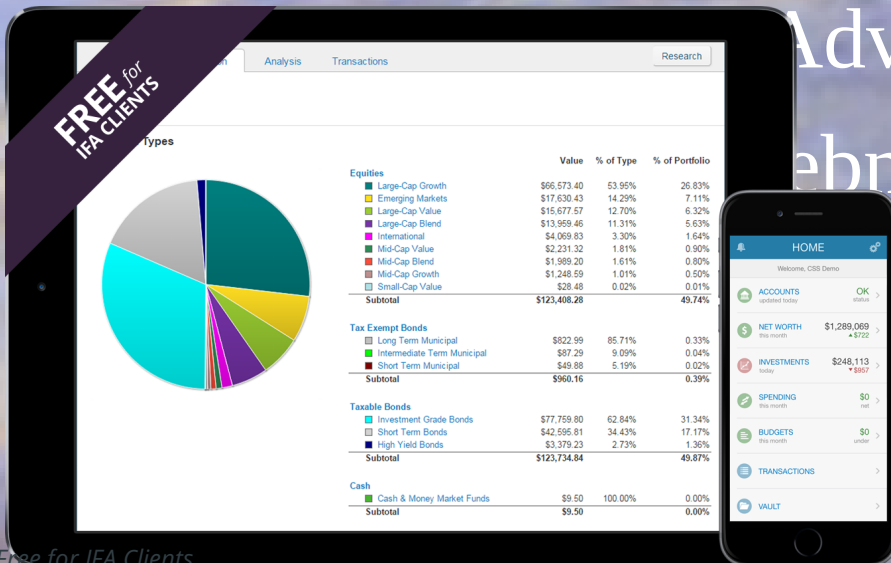 Adv
ebr
FREE for
IFA CLIENTS
Analysis
Transactions
Research
Types
Value % of Type % of Portfolio
Equities
Large-Cap Growth $66,573.40 53.95% 26.83%
Emerging Markets $17,630.43 14.29% 7.11%
Large-Cap Value $15,677.57 12.70% 6.32%
Large-Cap Blend $13,959.46 11.31% 5.63%
International $4,069.83 3.30% 1.64%
Mid-Cap Value $2,231.32 1.81% 0.90%
Mid-Cap Blend $1,989.20 1.61% 0.80%
Mid-Cap Growth $1,248.59 1.01% 0.50%
Small-Cap Value $28.48 0.02% 0.01%
Subtotal $123,408.28 49.74%
Tax Exempt Bonds
Long Term Municipal $822.99 85.71% 0.33%
Intermediate Term Municipal $87.29 9.09% 0.04%
Short Term Municipal $49.88 5.19% 0.02%
Subtotal $960.16 0.39%
Taxable Bonds
Investment Grade Bonds $77,759.80 62.84% 31.34%
Short Term Bonds $42,595.81 34.43% 17.17%
High Yield Bonds $3,379.23 2.73% 1.36%
Subtotal $123,734.84 49.87%
Cash
Cash & Money Market Funds $9.50 100.00% 0.00%
Subtotal $9.50 0.00%
HOME
Welcome, CSS Demo
ACCOUNTS OK
updated today status
NET WORTH $1,289,069
this month ▲$722
INVESTMENTS $248,113
today ▼$957
SPENDING $0
this month net
BUDGETS $0
this month under
TRANSACTIONS
VAULT
Free for IFA Clients